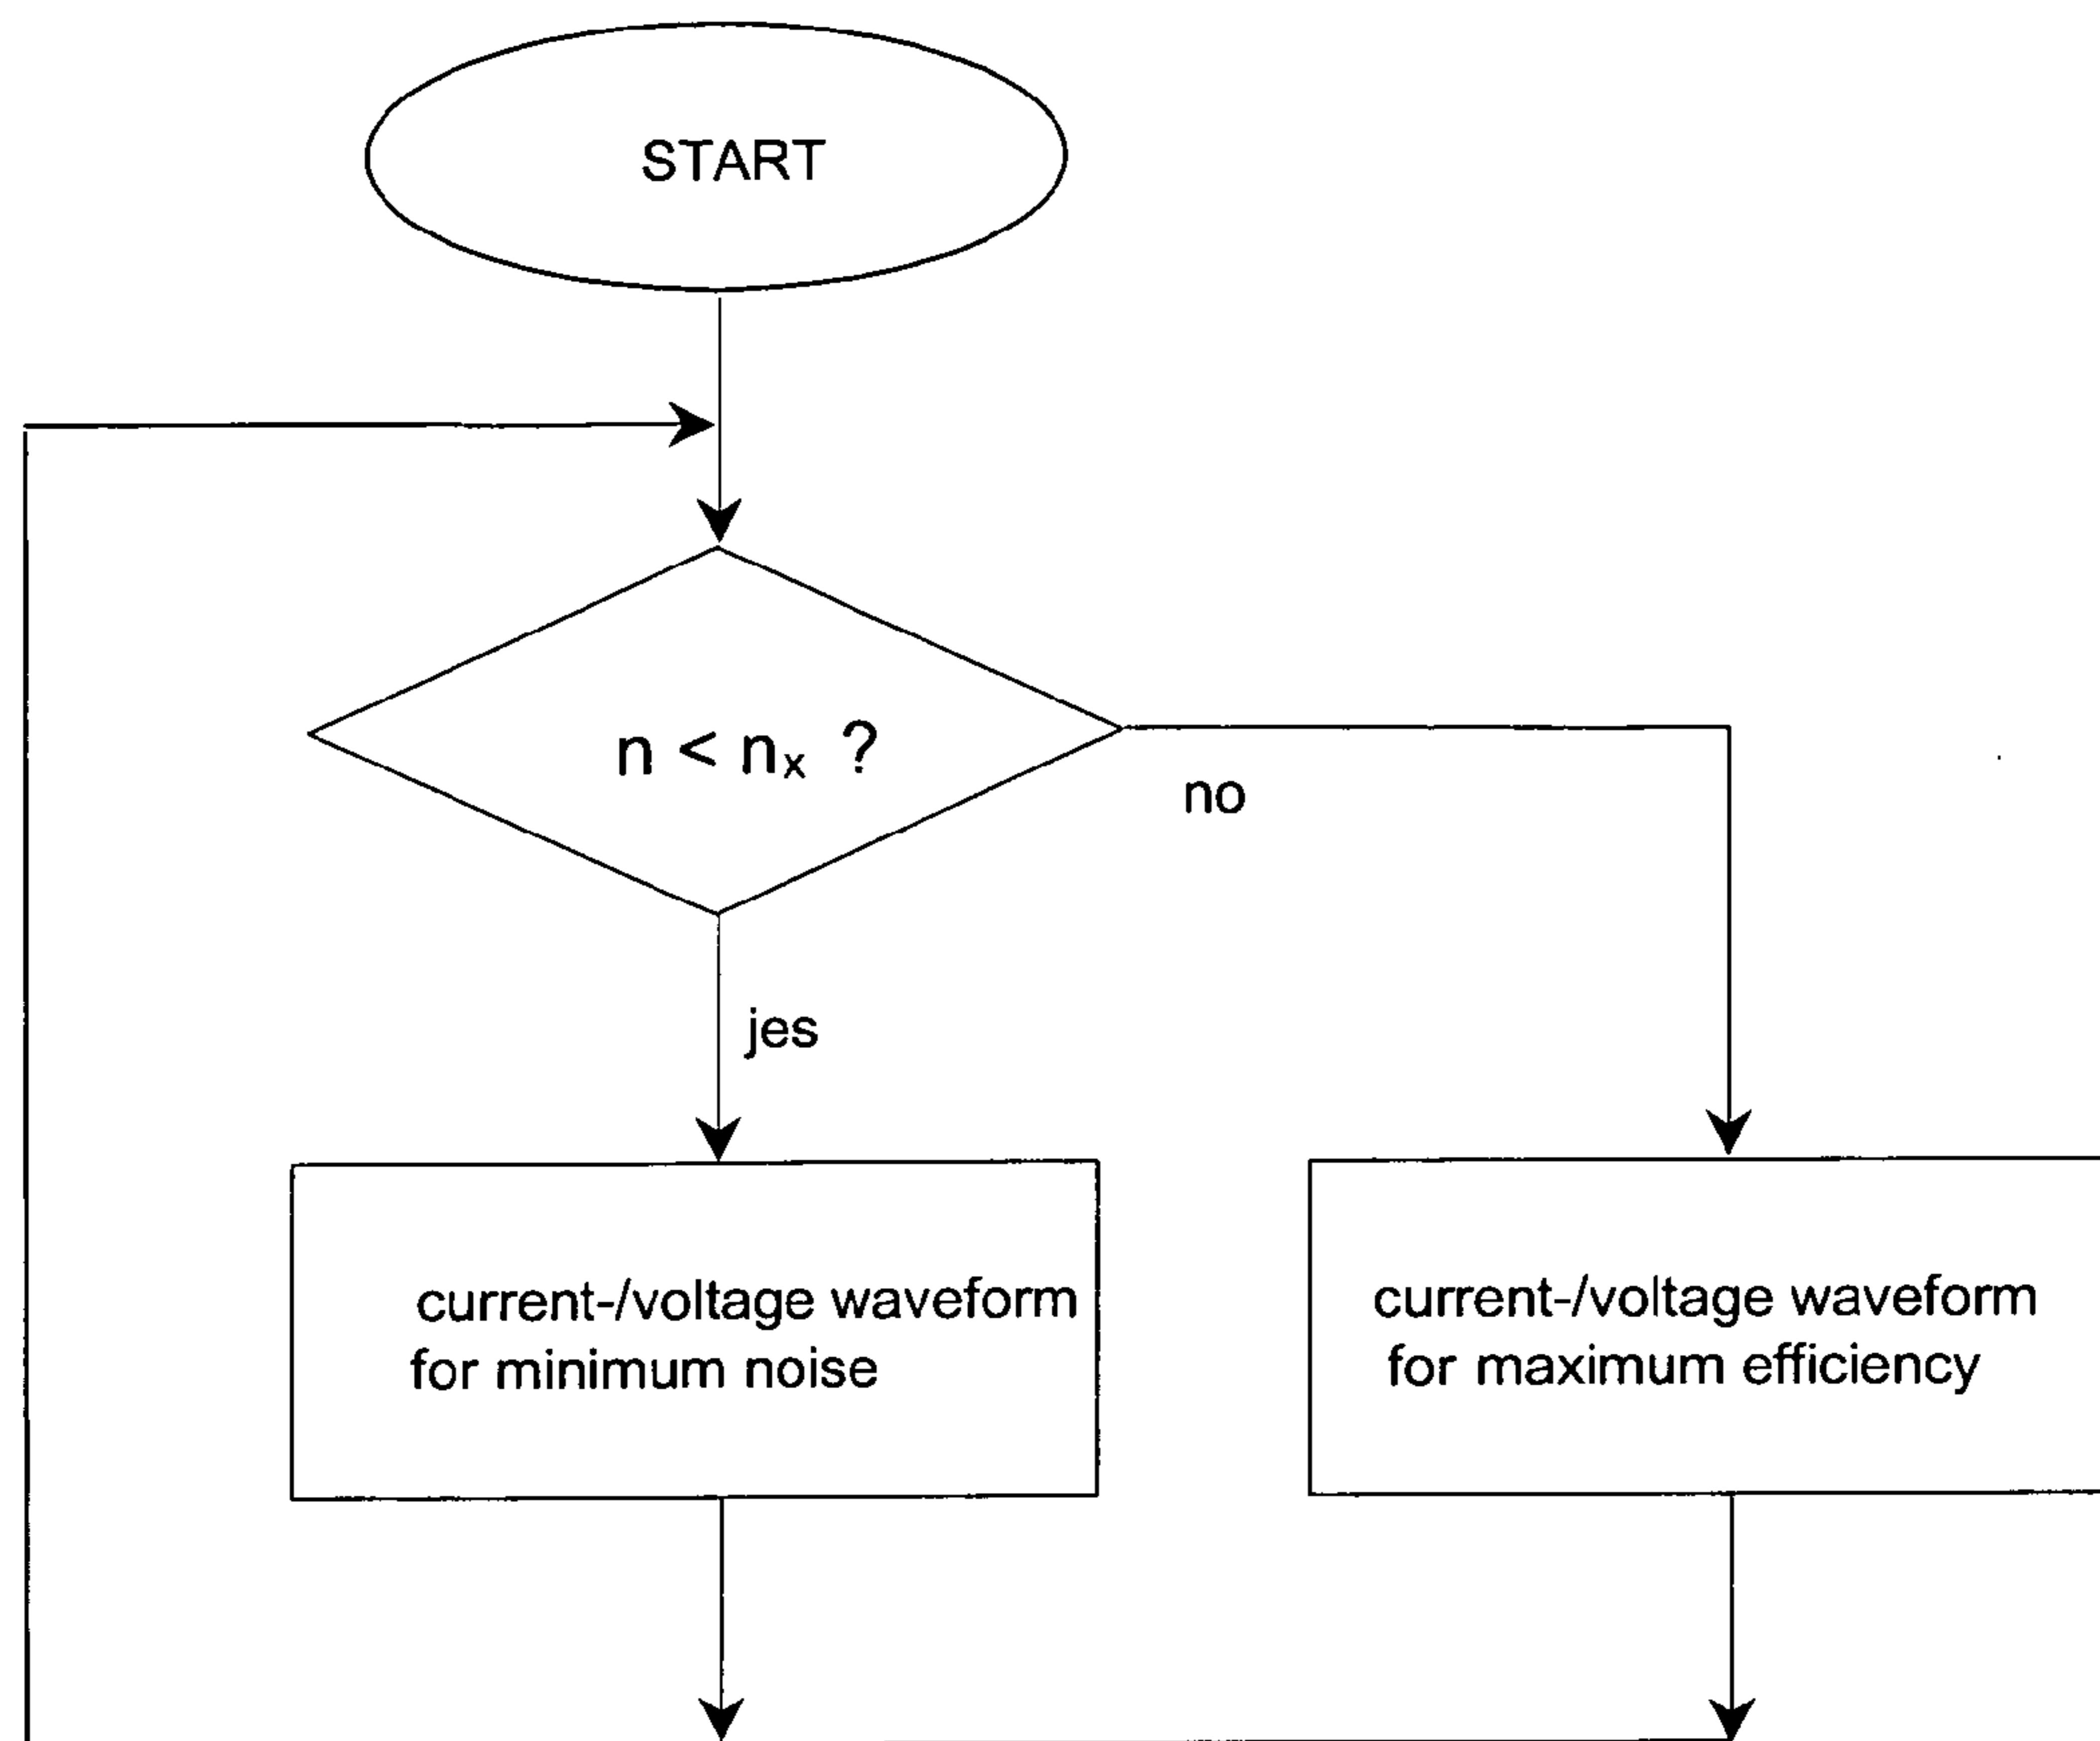 START
n < nₓ ?
no
jes
current-/voltage waveform
for minimum noise
current-/voltage waveform
for maximum efficiency